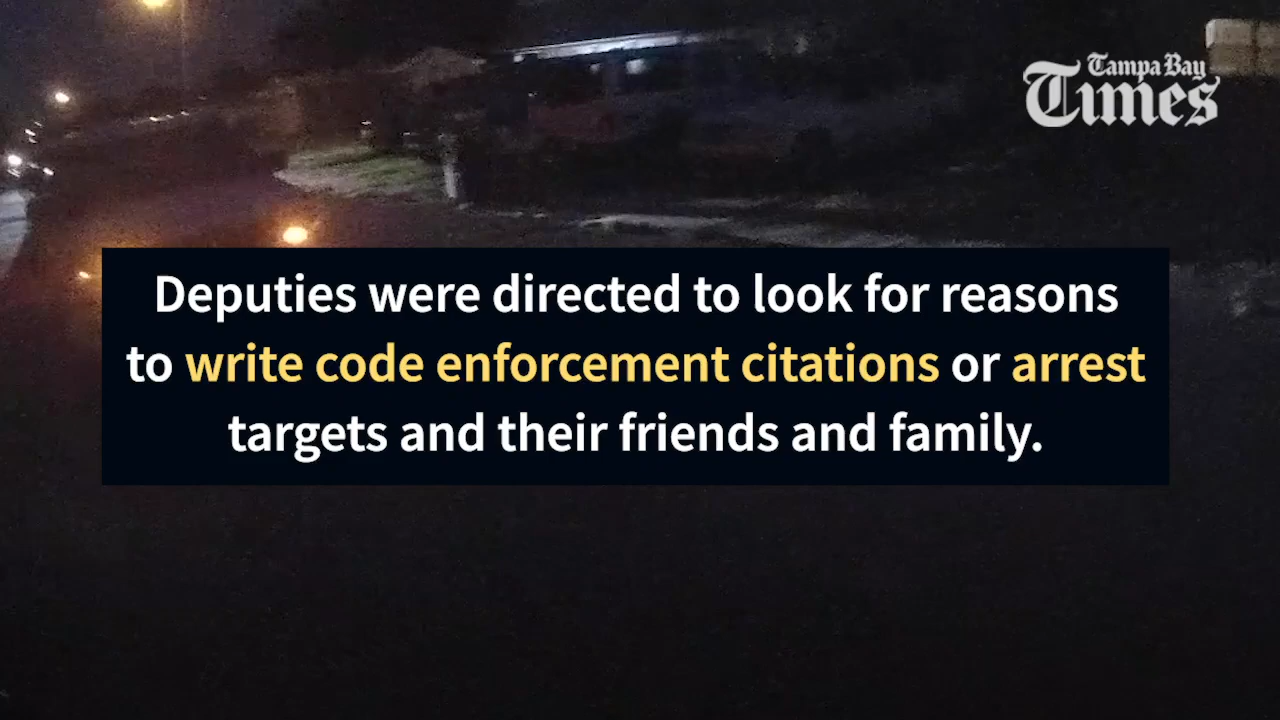 Tampa Bay
Times
Deputies were directed to look for reasons
to write code enforcement citations or arrest
targets and their friends and family.